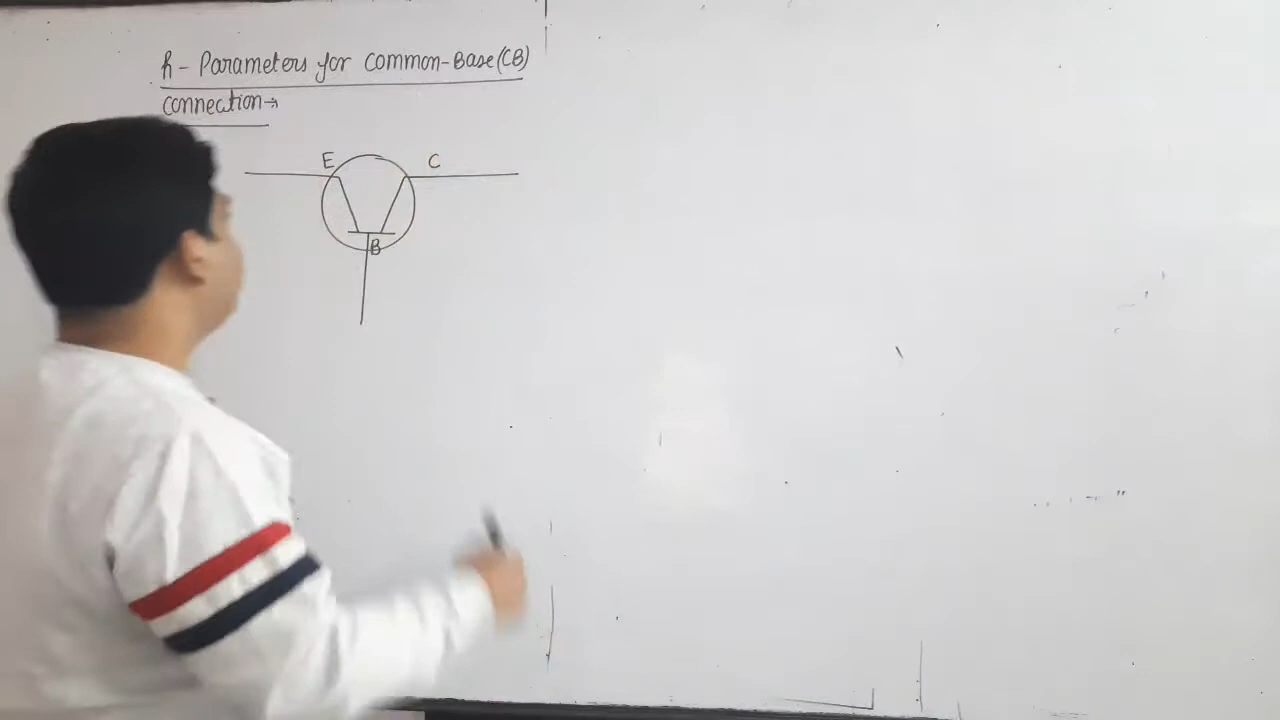 h - Parameters for Common-Base (CB)
Connection →
E C
B